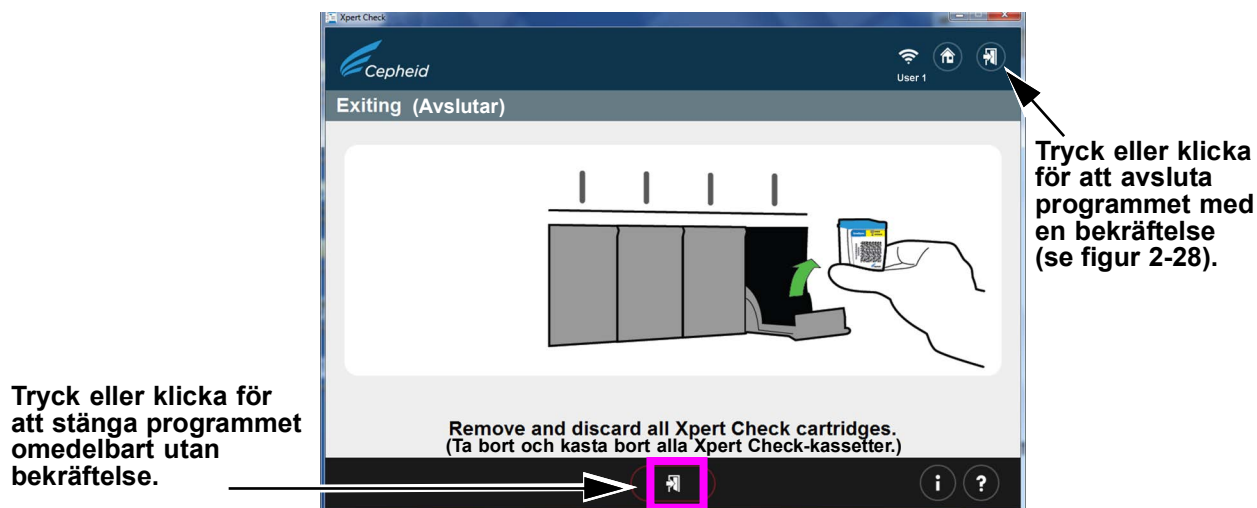 Xpert Check
Cepheid
User 1
Exiting (Avslutar)
Tryck eller klicka
för att avsluta
programmet med
en bekräftelse
(se figur 2-28).
Tryck eller klicka för
att stänga programmet
omedelbart utan
bekräftelse.
Remove and discard all Xpert Check cartridges.
(Ta bort och kasta bort alla Xpert Check-kassetter.)
i ?